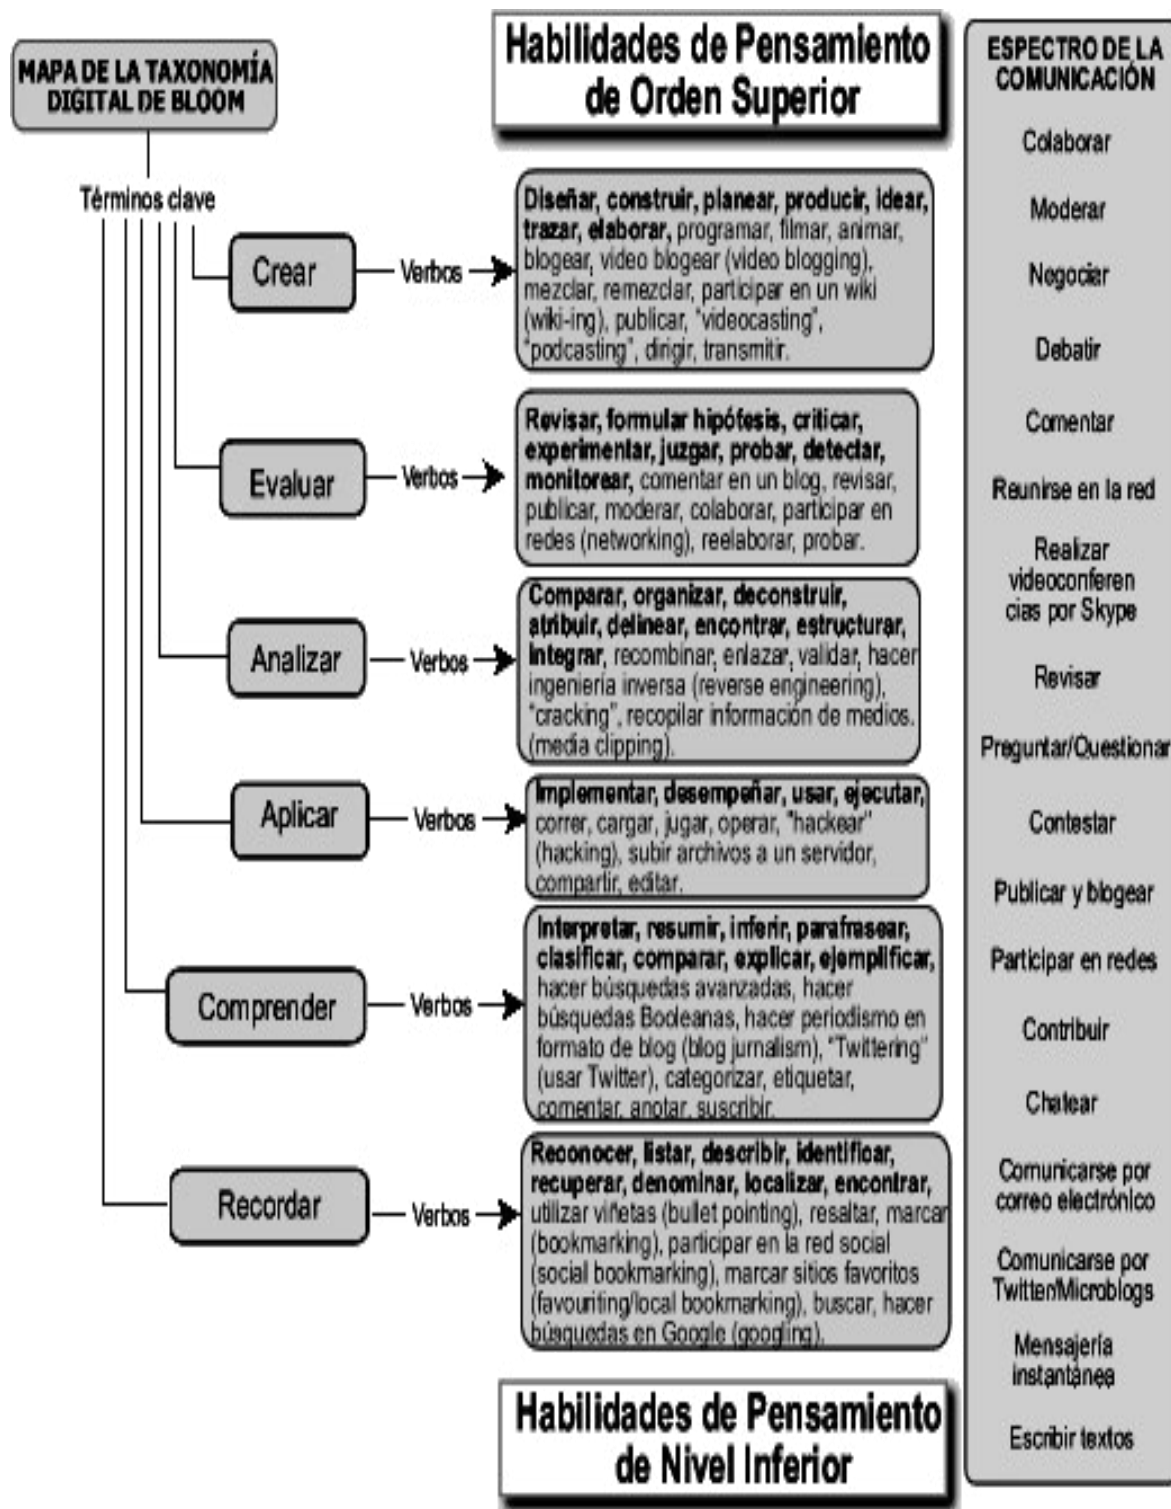 MAPA DE LA TAXONOMÍA
DIGITAL DE BLOOM
Términos clave
Habilidades de Pensamiento
de Orden Superior
Crear
Verbos
Diseñar, construir, planear, producir, idear,
trazar, elaborar, programar, filmar, animar,
blogear, video blogear (video blogging),
mezclar, remezclar, participar en un wiki
(wiki-ing), publicar, "videocasting",
"podcasting", dirigir, transmitir.
Evaluar
Verbos
Revisar, formular hipótesis, criticar,
experimentar, juzgar, probar, detectar,
monitorear, comentar en un blog, revisar,
publicar, moderar, colaborar, participar en
redes (networking), reelaborar, probar.
Analizar
Verbos
Comparar, organizar, deconstruir,
atribuir, delinear, encontrar, estructurar,
integrar, recombinar, enlazar, validar, hacer
ingeniería inversa (reverse engineering),
"cracking", recopilar información de medios.
(media clipping).
Aplicar
Verbos
Implementar, desempeñar, usar, ejecutar,
correr, cargar, jugar, operar, "hackear"
(hacking), subir archivos a un servidor,
compartir, editar.
Comprender
Verbos
Interpretar, resumir, inferir, parafrasear,
clasificar, comparar, explicar, ejemplificar,
hacer búsquedas avanzadas, hacer
búsquedas Booleanas, hacer periodismo en
formato de blog (blog jurnalism), "Twittering"
(usar Twitter), categorizar, etiquetar,
comentar, anotar, suscribir.
Recordar
Verbos
Reconocer, listar, describir, identificar,
recuperar, denominar, localizar, encontrar,
utilizar viñetas (bullet pointing), resaltar, marcar
(bookmarking), participar en la red social
(social bookmarking), marcar sitios favoritos
(favouriting/local bookmarking), buscar, hacer
búsquedas en Google (googling).
Habilidades de Pensamiento
de Nivel Inferior
ESPECTRO DE LA
COMUNICACIÓN
Colaborar
Moderar
Negociar
Debatir
Comentar
Reunirse en la red
Realizar
videoconferen
cias por Skype
Revisar
Preguntar/Questionar
Contestar
Publicar y blogear
Participar en redes
Contribuir
Chatear
Comunicarse por
correo electrónico
Comunicarse por
Twitter/Microblogs
Mensajería
instantánea
Escribir textos